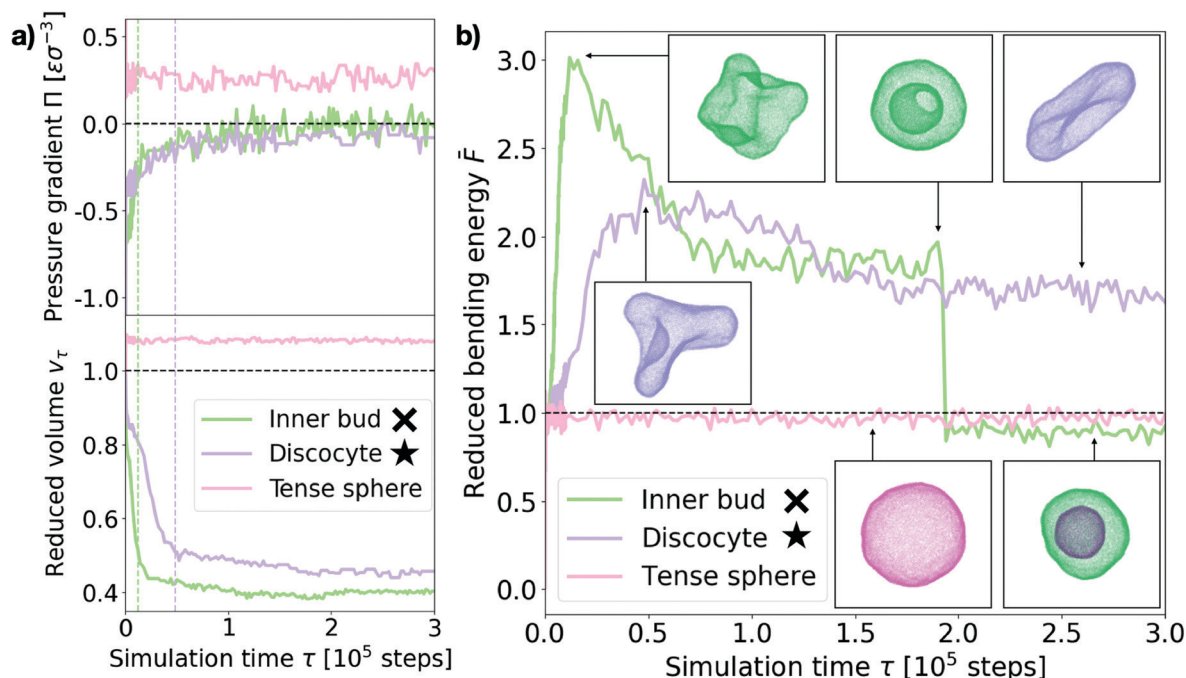 a)
Pressure gradient Π [εσ⁻³]
0.5
0.0
-0.5
-1.0
Reduced volume vτ
1.0
0.8
0.6
0.4
Inner bud
Discocyte
Tense sphere
0 1 2 3
Simulation time τ [10⁵ steps]
b)
Reduced bending energy F̄
3.0
2.5
2.0
1.5
1.0
0.5
0.0
Inner bud
Discocyte
Tense sphere
0.0 0.5 1.0 1.5 2.0 2.5 3.0
Simulation time τ [10⁵ steps]